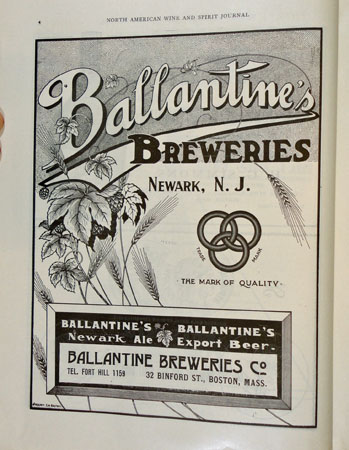 NORTH AMERICAN WINE AND SPIRIT JOURNAL
Ballantine's
BREWERIES
NEWARK, N. J.
TRADE MARK
THE MARK OF QUALITY
BALLANTINE'S
Newark Ale
BALLANTINE'S
Export Beer
BALLANTINE BREWERIES Co
TEL. FORT HILL 1159 32 BINFORD ST., BOSTON, MASS.